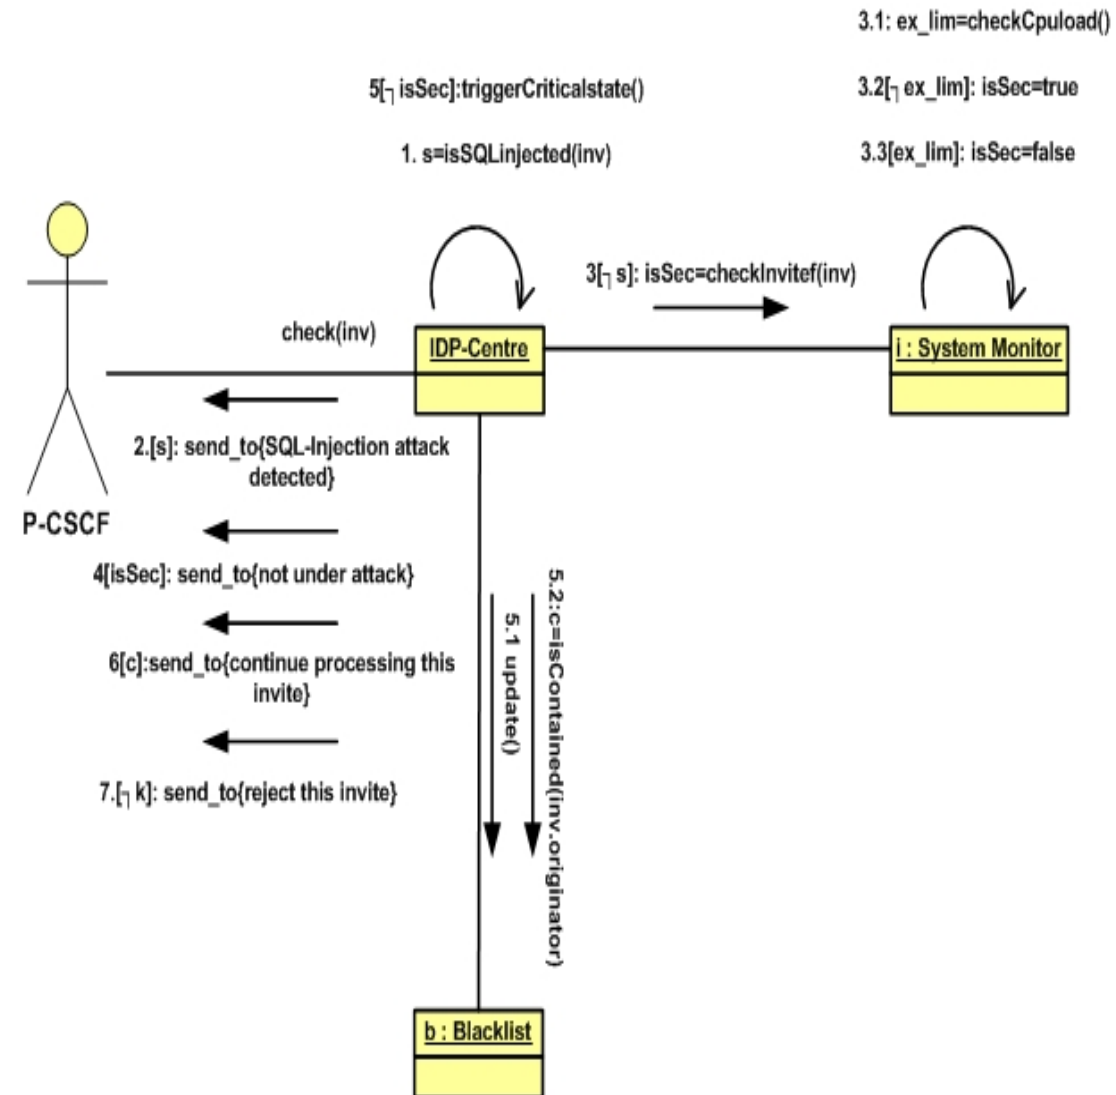 3.1: ex_lim=checkCpuload()
5[¬ isSec]:triggerCriticalstate()
3.2[¬ ex_lim]: isSec=true
1. s=isSQLinjected(inv)
3.3[ex_lim]: isSec=false
3[¬ s]: isSec=checkInvitef(inv)
check(inv)
IDP-Centre
i : System Monitor
2.[s]: send_to{SQL-Injection attack
detected}
P-CSCF
4[isSec]: send_to{not under attack}
5.1 update()
5.2:c=isContained(inv.originator)
6[c]:send_to{continue processing this
invite}
7.[¬ k]: send_to{reject this invite}
b : Blacklist